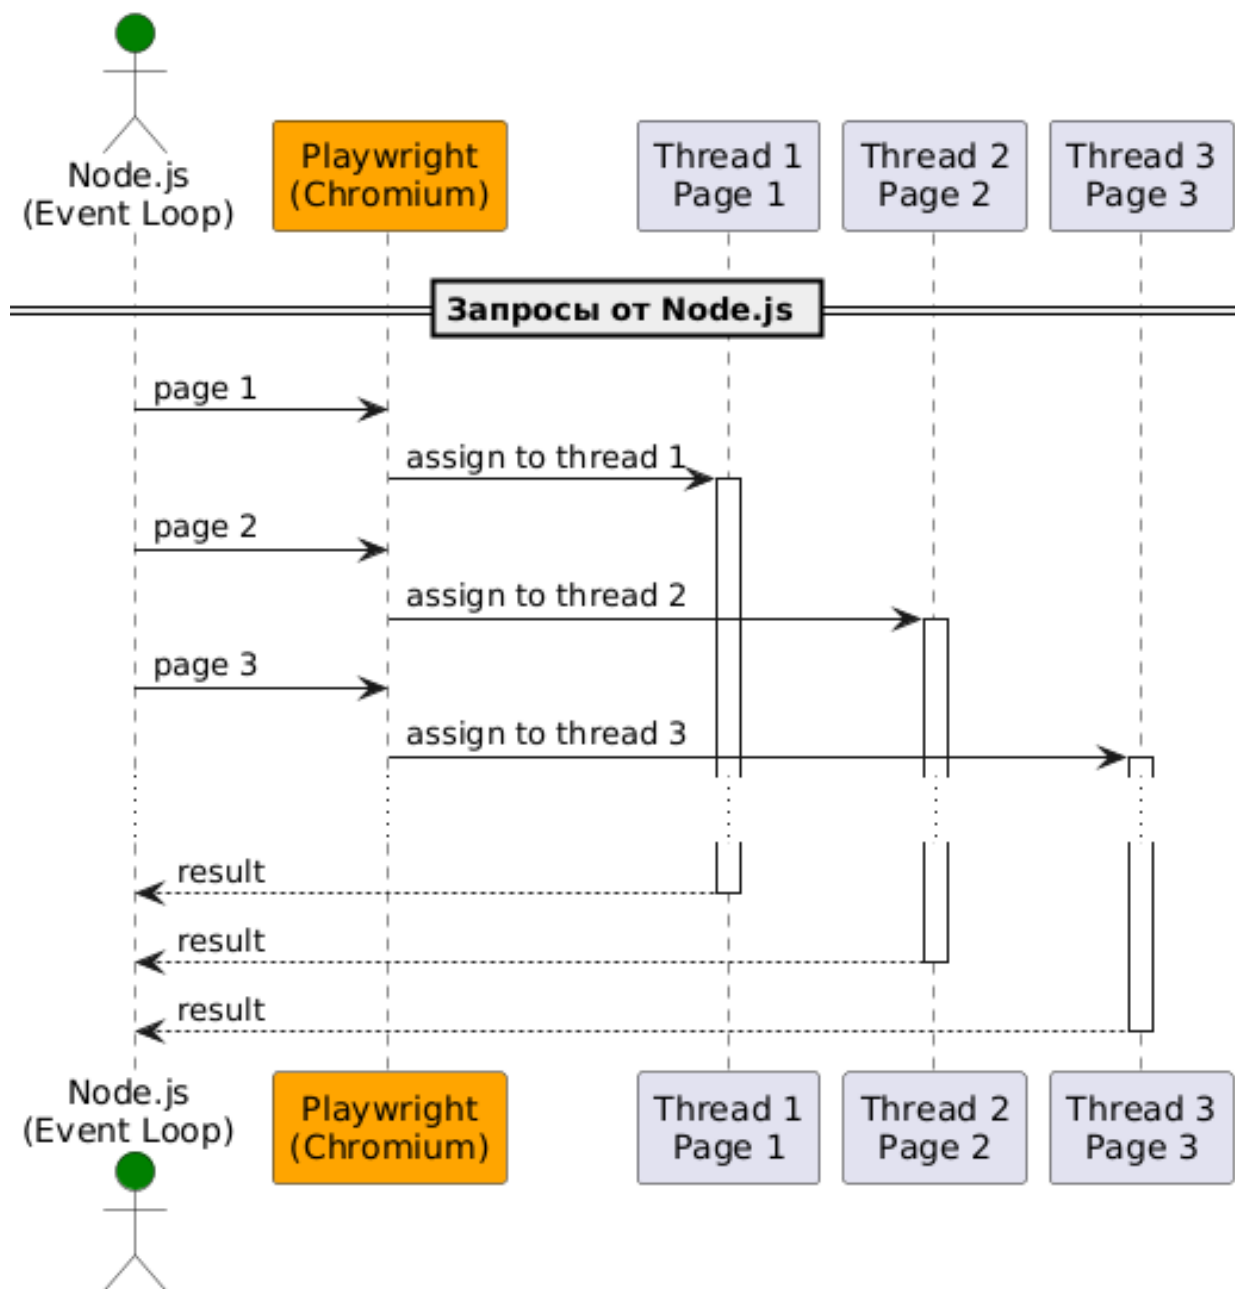 Node.js
(Event Loop)
Playwright
(Chromium)
Thread 1
Page 1
Thread 2
Page 2
Thread 3
Page 3
Запросы от Node.js
page 1
assign to thread 1
page 2
assign to thread 2
page 3
assign to thread 3
result
result
result
Node.js
(Event Loop)
Playwright
(Chromium)
Thread 1
Page 1
Thread 2
Page 2
Thread 3
Page 3